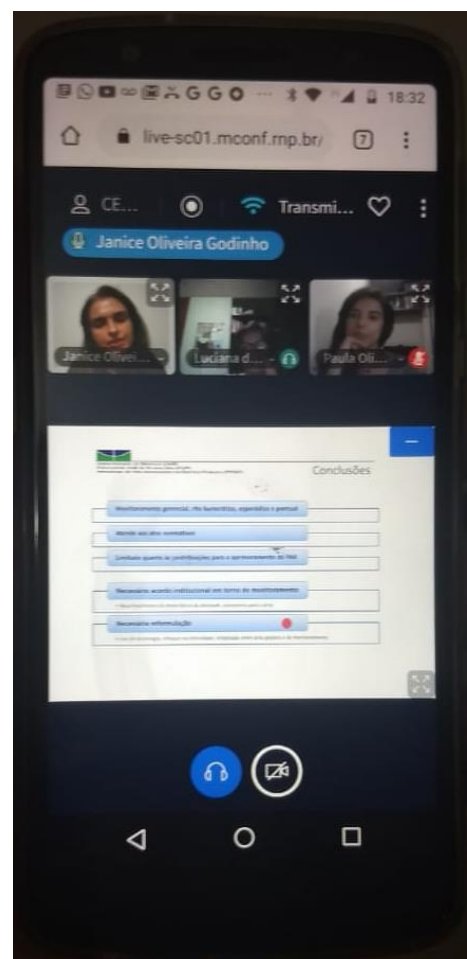 G G
18:32
live-sc01.mconf.rnp.br/
7
CE...
Transmi...
Janice Oliveira Godinho
Janice Olivei...
Luciana d...
Paula Oli...
Conclusões
Monitoramento gerencial, rito burocrático, esporádico e pontual
Atende aos atos normativos
Limitado quanto às contribuições para o aprimoramento do
Necessário acordo institucional em torno do monitoramento
Necessária reformulação